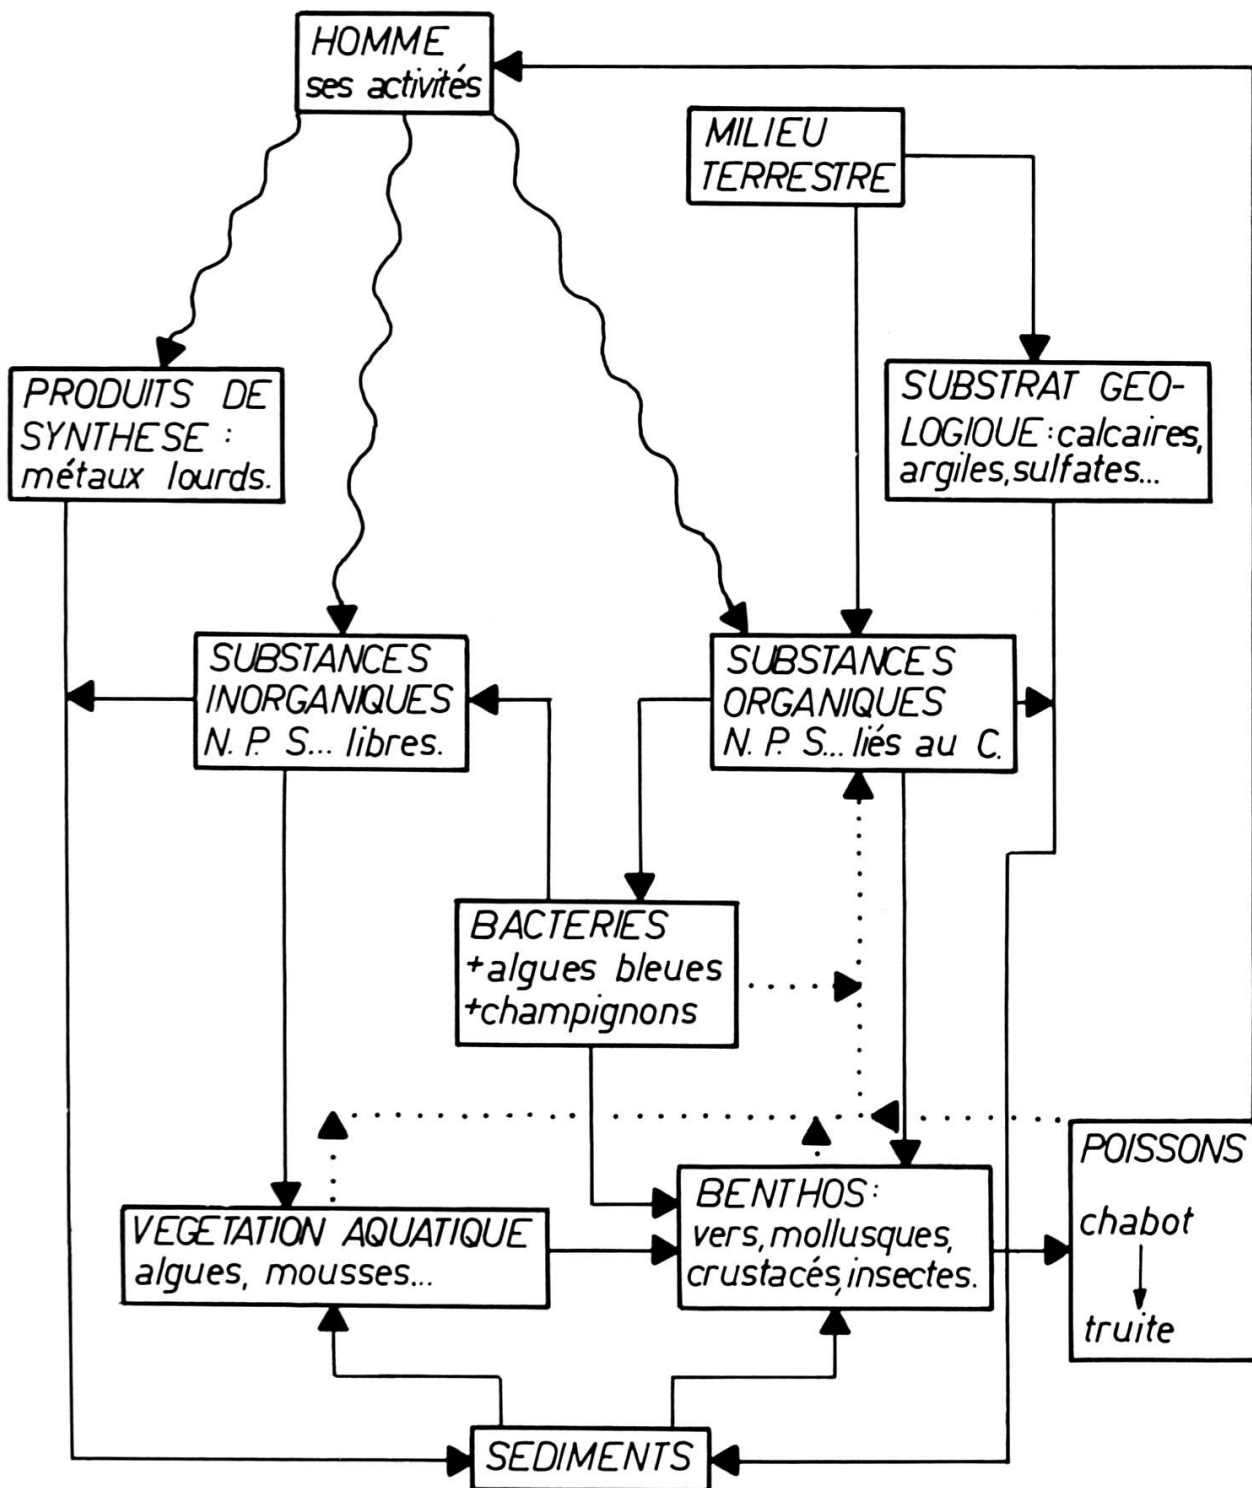 HOMME
ses activités
MILIEU
TERRESTRE
PRODUITS DE
SYNTHESE :
métaux lourds.
SUBSTRAT GEO-
LOGIQUE: calcaires,
argiles, sulfates...
SUBSTANCES
INORGANIQUES
N. P. S... libres.
SUBSTANCES
ORGANIQUES
N. P. S... liés au C.
BACTERIES
+algues bleues
+champignons
VEGETATION AQUATIQUE
algues, mousses...
BENTHOS:
vers, mollusques,
crustacés, insectes.
POISSONS
chabot
truite
SEDIMENTS